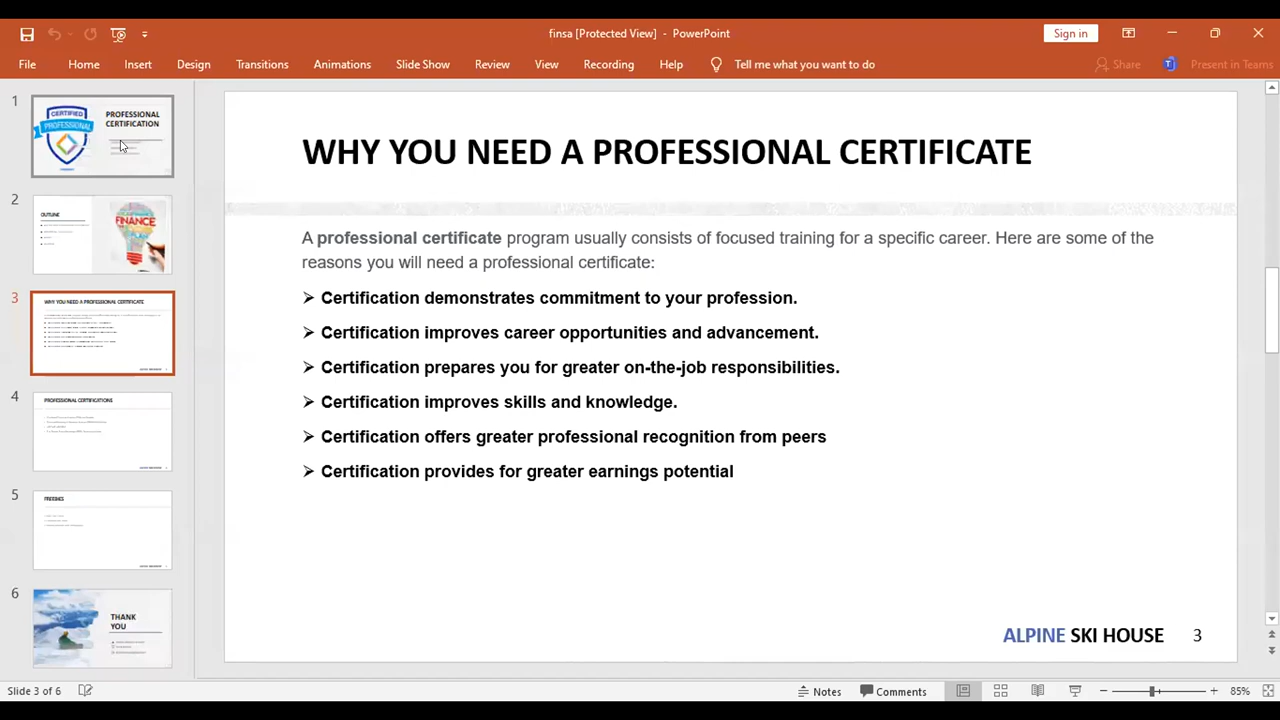 finsa [Protected View] - PowerPoint
Sign in
File Home Insert Design Transitions Animations Slide Show Review View Recording Help Tell me what you want to do Share Present in Teams
1
CERTIFIED
PROFESSIONAL
PROFESSIONAL
CERTIFICATION
2
OUTLINE
FINANCE
3
WHY YOU NEED A PROFESSIONAL CERTIFICATE
4
PROFESSIONAL CERTIFICATIONS
5
FREEBIES
6
THANK
YOU
WHY YOU NEED A PROFESSIONAL CERTIFICATE
A professional certificate program usually consists of focused training for a specific career. Here are some of the
reasons you will need a professional certificate:
➢ Certification demonstrates commitment to your profession.
➢ Certification improves career opportunities and advancement.
➢ Certification prepares you for greater on-the-job responsibilities.
➢ Certification improves skills and knowledge.
➢ Certification offers greater professional recognition from peers
➢ Certification provides for greater earnings potential
ALPINE SKI HOUSE 3
Slide 3 of 6 Notes Comments 85%